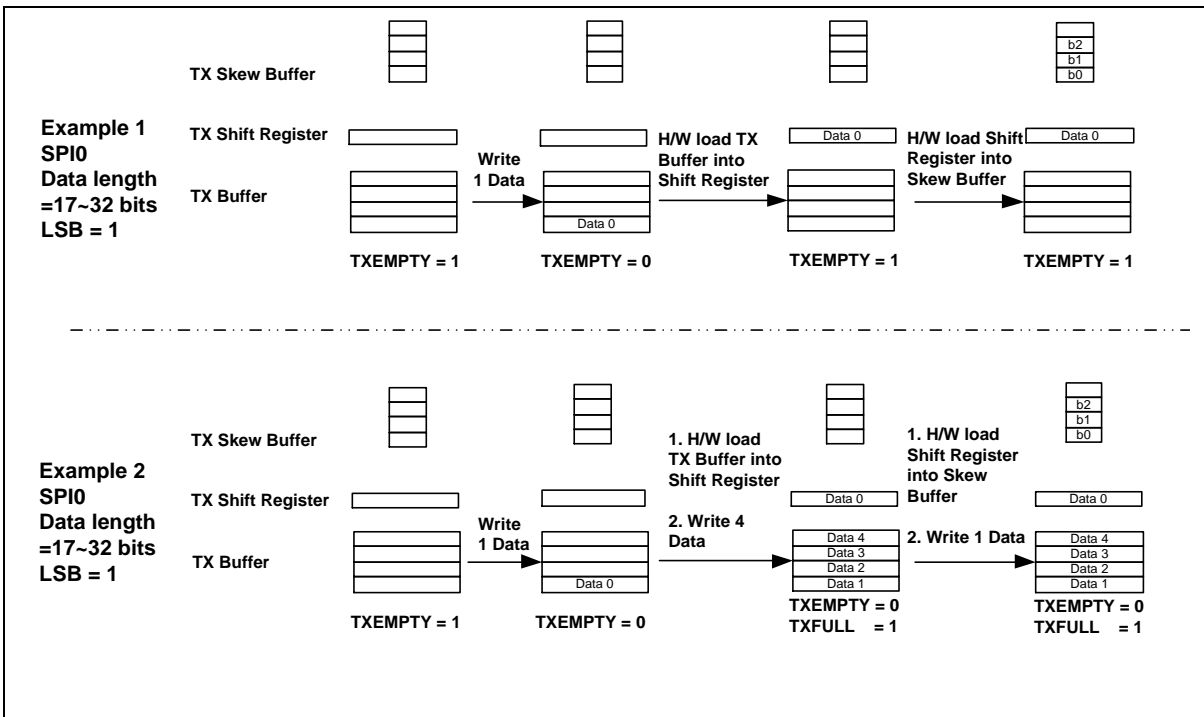 TX Skew Buffer
b2
b1
b0
Example 1
SPI0
Data length
=17~32 bits
LSB = 1
TX Shift Register
Write
1 Data
H/W load TX
Buffer into
Shift Register
Data 0
H/W load Shift
Register into
Skew Buffer
Data 0
TX Buffer
Data 0
TXEMPTY = 1
TXEMPTY = 0
TXEMPTY = 1
TXEMPTY = 1
TX Skew Buffer
b2
b1
b0
Example 2
SPI0
Data length
=17~32 bits
LSB = 1
1. H/W load
TX Buffer into
Shift Register
1. H/W load
Shift Register
into Skew
Buffer
TX Shift Register
Data 0
Data 0
Write
1 Data
2. Write 4
Data
2. Write 1 Data
TX Buffer
Data 0
Data 4
Data 3
Data 2
Data 1
Data 4
Data 3
Data 2
Data 1
TXEMPTY = 1
TXEMPTY = 0
TXEMPTY = 0
TXFULL = 1
TXEMPTY = 0
TXFULL = 1